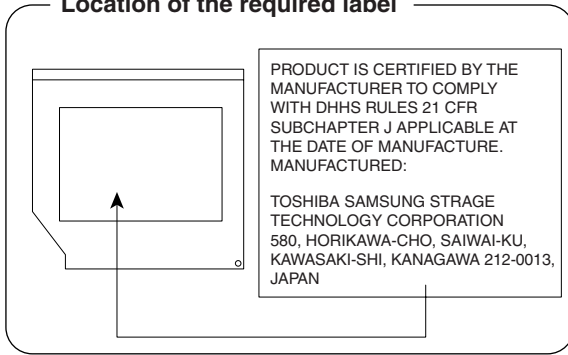 Location of the required label
PRODUCT IS CERTIFIED BY THE
MANUFACTURER TO COMPLY
WITH DHHS RULES 21 CFR
SUBCHAPTER J APPLICABLE AT
THE DATE OF MANUFACTURE.
MANUFACTURED:
TOSHIBA SAMSUNG STRAGE
TECHNOLOGY CORPORATION
580, HORIKAWA-CHO, SAIWAI-KU,
KAWASAKI-SHI, KANAGAWA 212-0013,
JAPAN